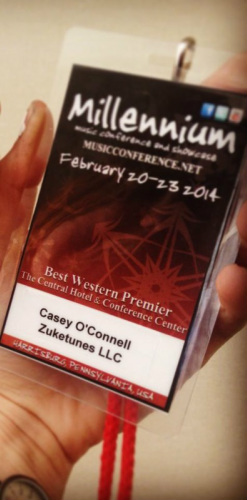 Millennium
music conference and showcase
MUSICCONFERENCE.NET
February 20-23 2014
Best Western Premier
The Central Hotel & Conference Center
Casey O'Connell
Zuketunes LLC
HARRISBURG, PENNSYLVANIA, USA